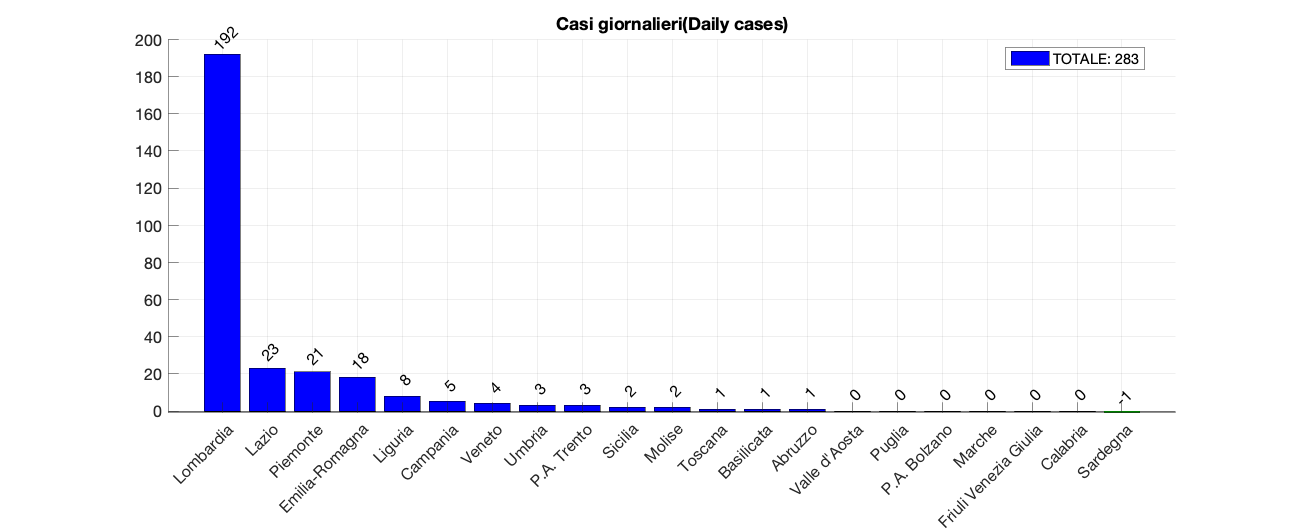 Casi giornalieri(Daily cases)
TOTALE: 283
200
180
160
140
120
100
80
60
40
20
0
192
23
21
18
8
5
4
3
3
2
2
1
1
1
0
0
0
0
0
0
-1
Lombardia
Lazio
Piemonte
Emilia-Romagna
Liguria
Campania
Veneto
Umbria
P.A. Trento
Sicilia
Molise
Toscana
Basilicata
Abruzzo
Valle d'Aosta
Puglia
P.A. Bolzano
Marche
Friuli Venezia Giulia
Calabria
Sardegna